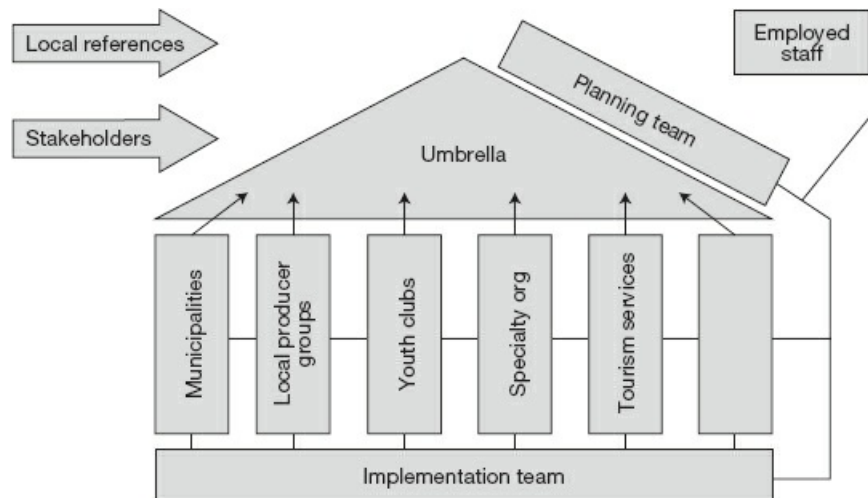 Local references
Employed
staff
Planning team
Stakeholders
Umbrella
Municipalities
Local producer
groups
Youth clubs
Specialty org
Tourism services
Implementation team